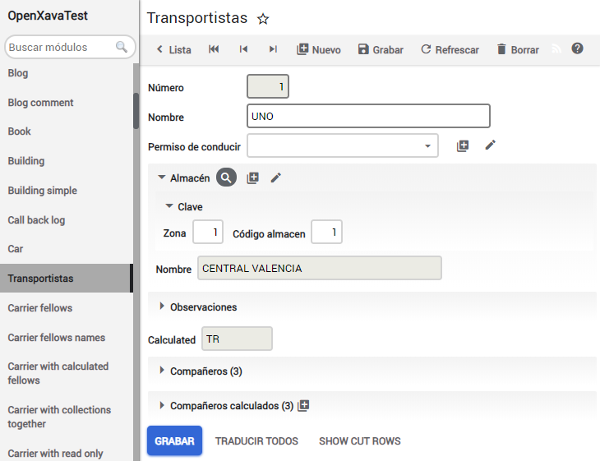 OpenXavaTest
Buscar módulos
Blog
Blog comment
Book
Building
Building simple
Call back log
Car
Transportistas
Carrier fellows
Carrier fellows names
Carrier with calculated
fellows
Carrier with collections
together
Carrier with read only
Transportistas
Lista
Nuevo
Grabar
Refrescar
Borrar
?
Número 1
Nombre UNO
Permiso de conducir
Almacén
Clave
Zona 1 Código almacen 1
Nombre CENTRAL VALENCIA
Observaciones
Calculated TR
Compañeros (3)
Compañeros calculados (3)
GRABAR TRADUCIR TODOS SHOW CUT ROWS